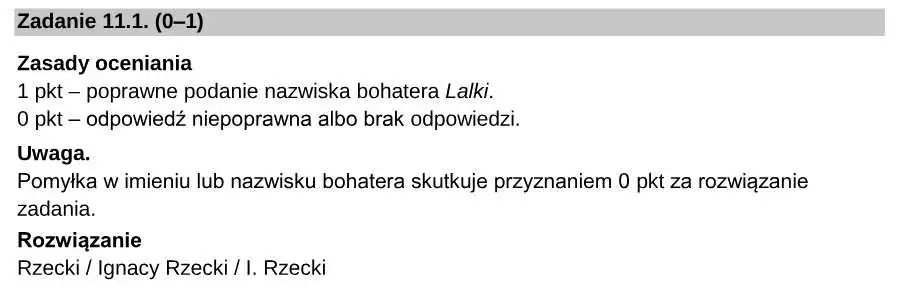 Zadanie 11.1. (0–1)
Zasady oceniania
1 pkt – poprawne podanie nazwiska bohatera Lalki.
0 pkt – odpowiedź niepoprawna albo brak odpowiedzi.
Uwaga.
Pomyłka w imieniu lub nazwisku bohatera skutkuje przyznaniem 0 pkt za rozwiązanie
zadania.
Rozwiązanie
Rzecki / Ignacy Rzecki / I. Rzecki